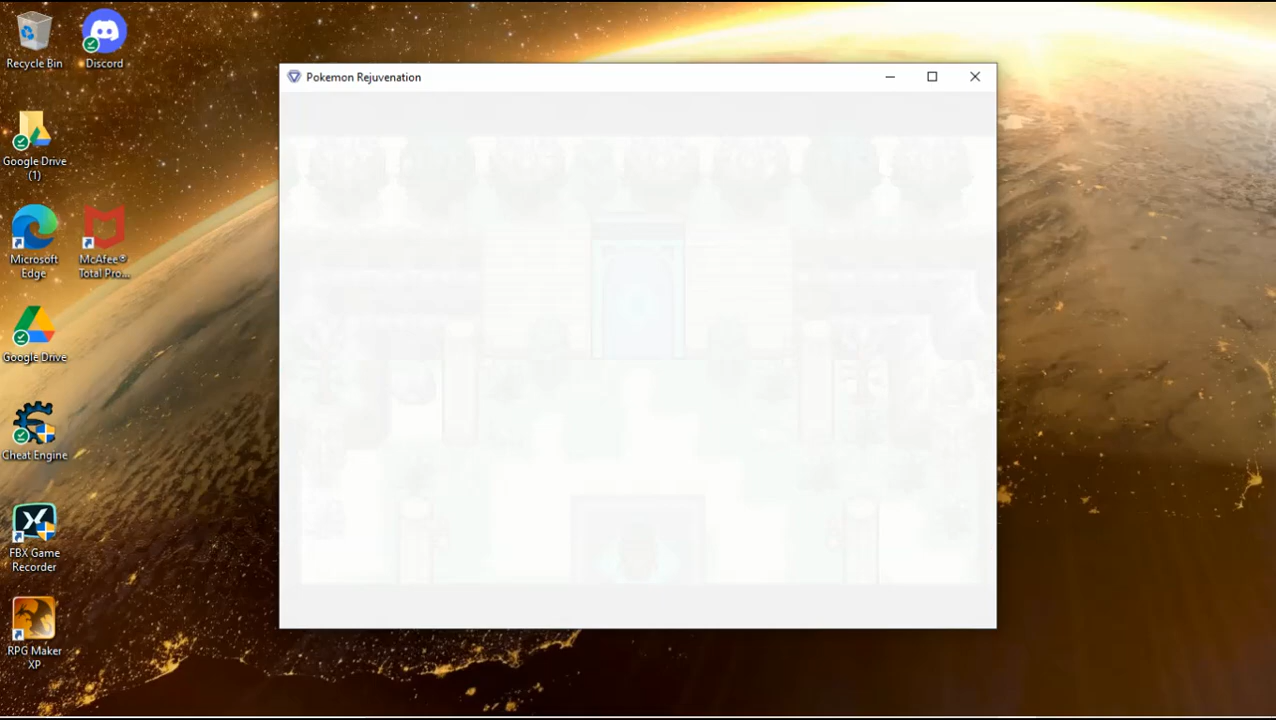 Recycle Bin
Discord
Pokemon Rejuvenation
Google Drive
(1)
Microsoft
Edge
McAfee®
Total Pro...
Google Drive
Cheat Engine
FBX Game
Recorder
RPG Maker
XP